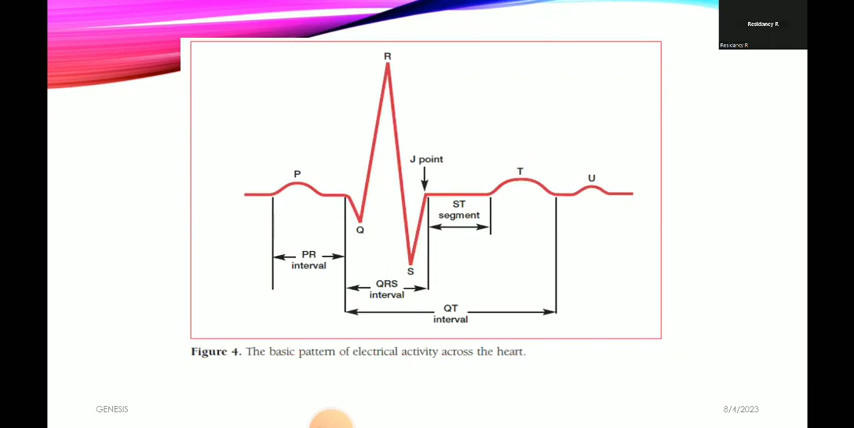 Residancy R
Residancy R
R
J point
P
T
U
ST
segment
Q
PR
interval
S
QRS
interval
QT
interval
Figure 4. The basic pattern of electrical activity across the heart.
GENESIS
8/4/2023